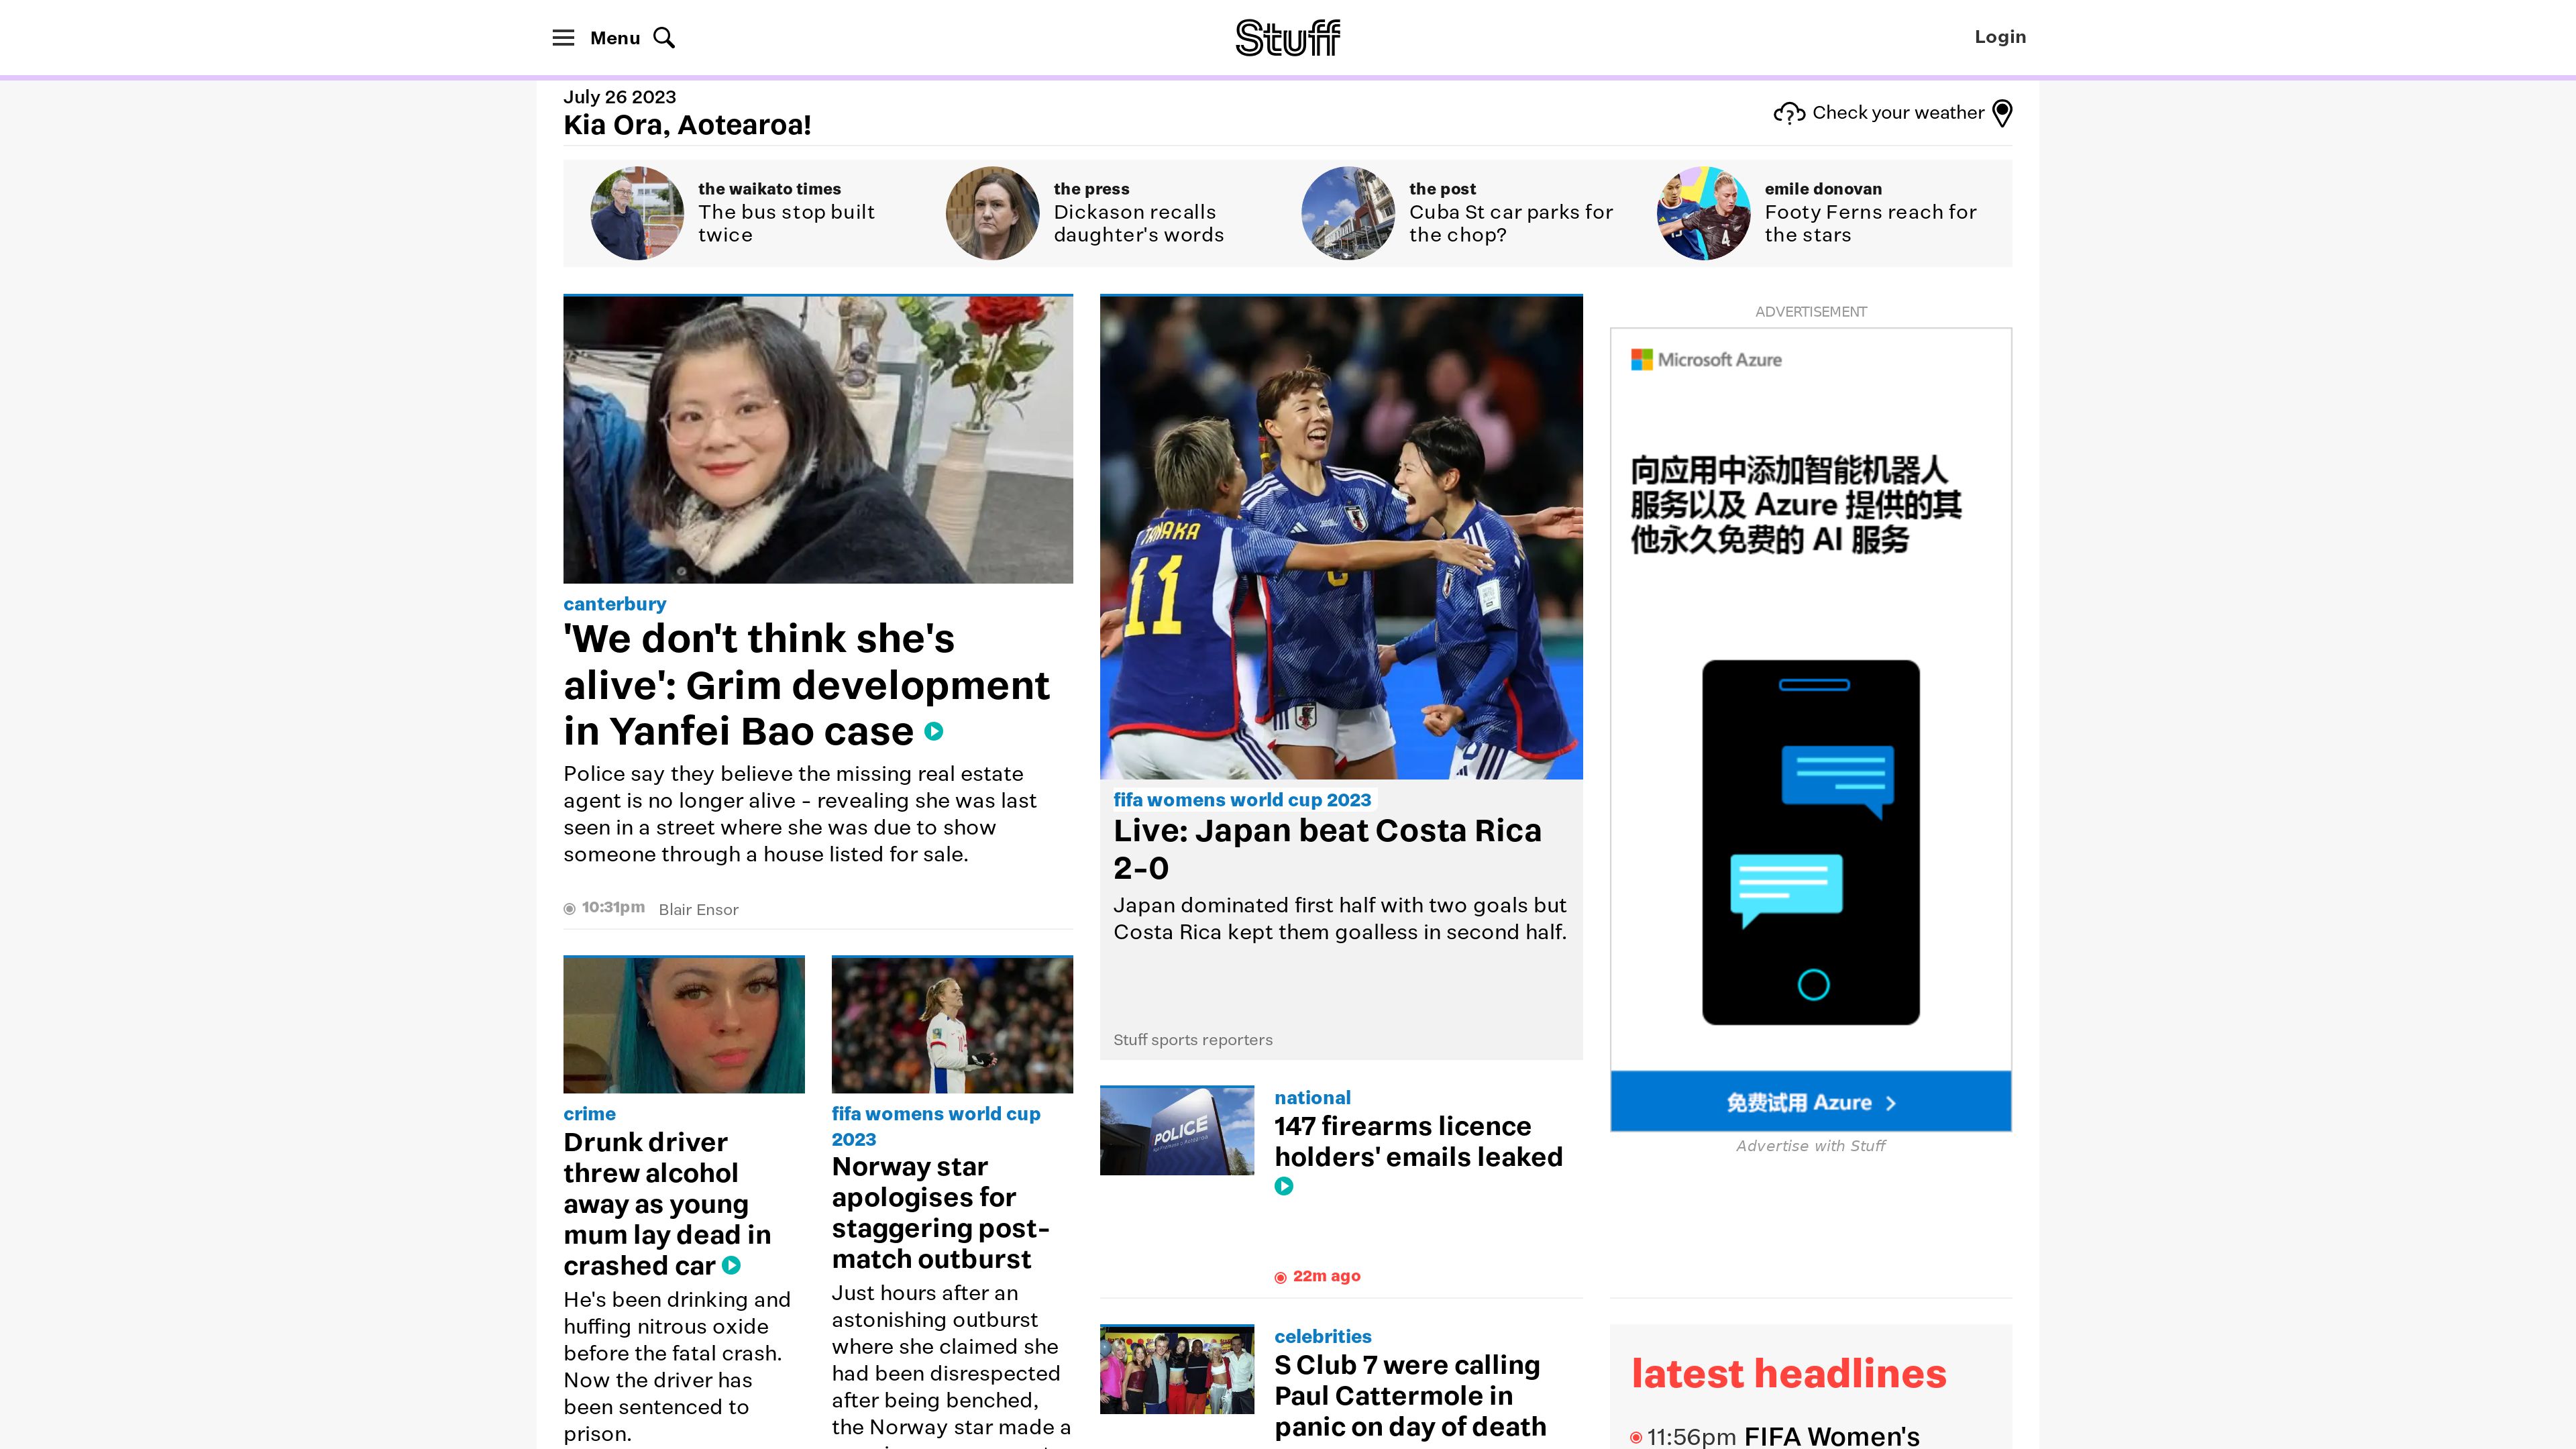 Menu
Stuff
Login
July 26 2023
Kia Ora, Aotearoa!
Check your weather
the waikato times
The bus stop built
twice
the press
Dickason recalls
daughter's words
the post
Cuba St car parks for
the chop?
emile donovan
Footy Ferns reach for
the stars
canterbury
'We don't think she's
alive': Grim development
in Yanfei Bao case
Police say they believe the missing real estate
agent is no longer alive - revealing she was last
seen in a street where she was due to show
someone through a house listed for sale.
10:31pm Blair Ensor
crime
Drunk driver
threw alcohol
away as young
mum lay dead in
crashed car
He's been drinking and
huffing nitrous oxide
before the fatal crash.
Now the driver has
been sentenced to
prison.
fifa womens world cup
2023
Norway star
apologises for
staggering post-
match outburst
Just hours after an
astonishing outburst
where she claimed she
had been disrespected
after being benched,
the Norway star made a
TANAKA
11
fifa womens world cup 2023
Live: Japan beat Costa Rica
2-0
Japan dominated first half with two goals but
Costa Rica kept them goalless in second half.
Stuff sports reporters
POLICE
national
147 firearms licence
holders' emails leaked
22m ago
celebrities
S Club 7 were calling
Paul Cattermole in
panic on day of death
ADVERTISEMENT
Microsoft Azure
向应用中添加智能机器人
服务以及 Azure 提供的其
他永久免费的 AI 服务
免费试用 Azure
Advertise with Stuff
latest headlines
11:56pm FIFA Women's